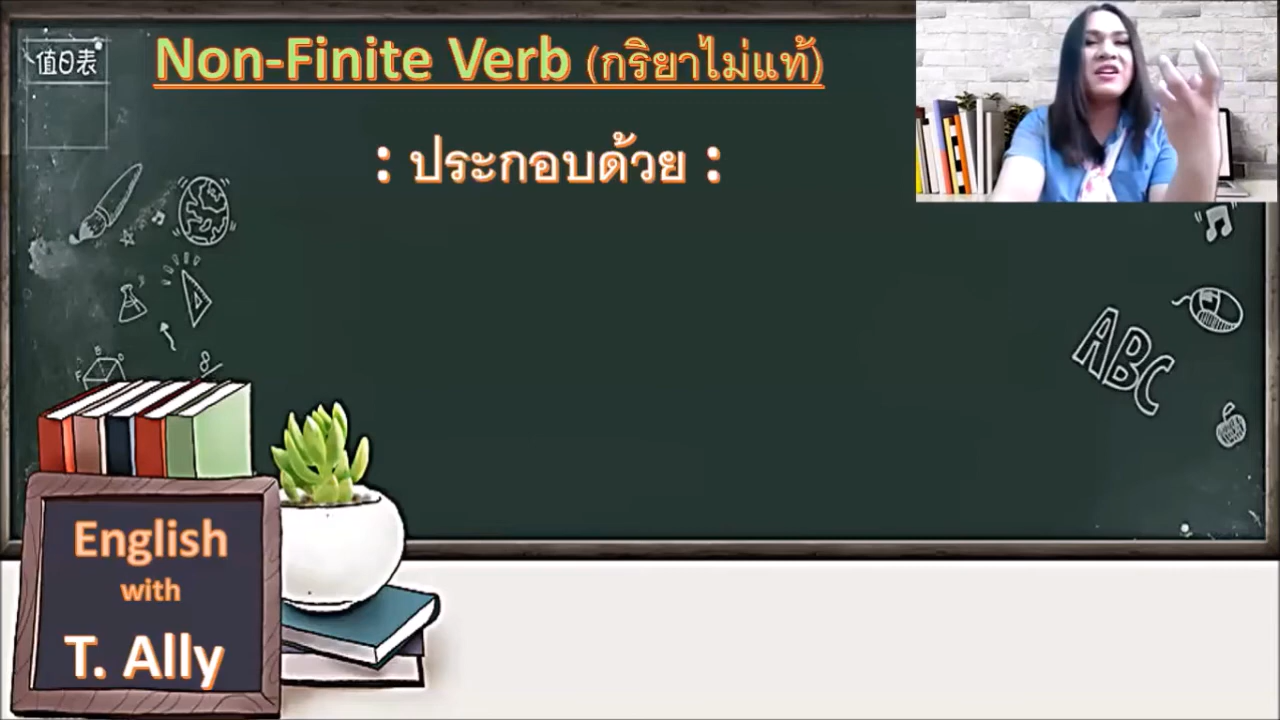 值日表
Non-Finite Verb (กริยาไม่แท้)
: ประกอบด้วย :
ABC
English
with
T. Ally